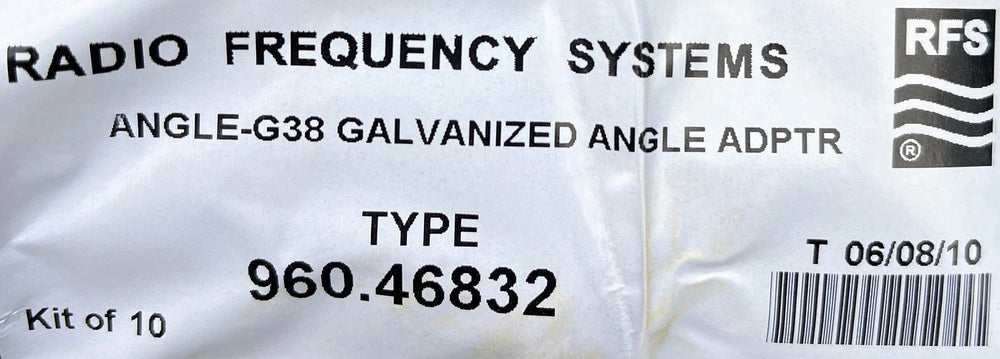 RADIO FREQUENCY SYSTEMS
RFS
®
ANGLE-G38 GALVANIZED ANGLE ADPTR
TYPE
960.46832
T 06/08/10
Kit of 10